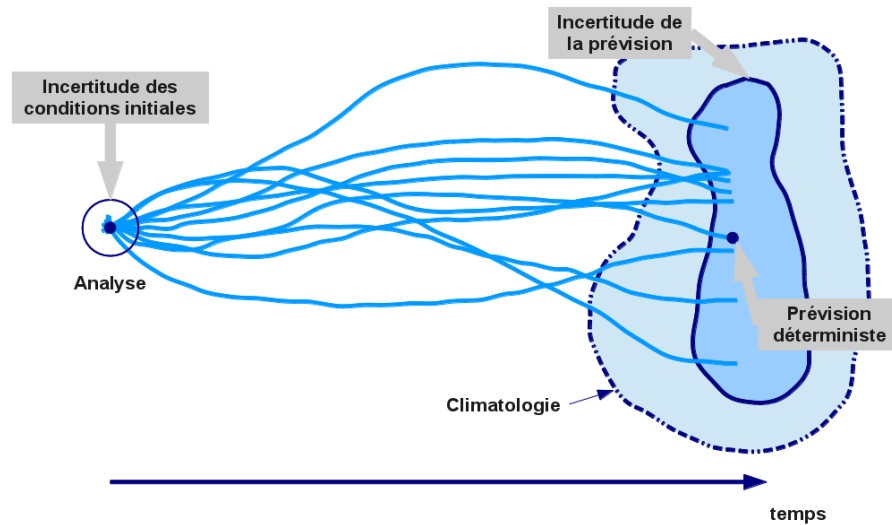 Incertitude de
la prévision
Incertitude des
conditions initiales
Analyse
Prévision
déterministe
Climatologie
temps